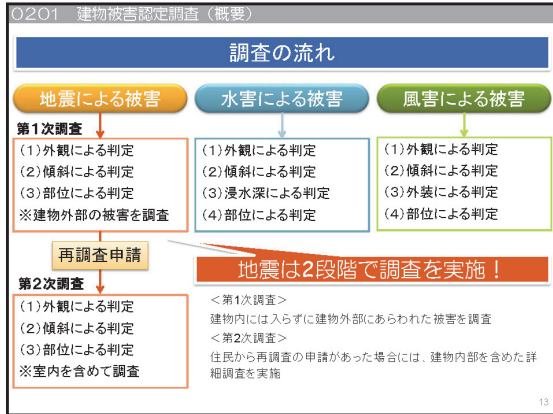 0201 建物被害認定調査（概要）
調査の流れ
地震による被害
水害による被害
風害による被害
第1次調査
(1)外観による判定
(2)傾斜による判定
(3)部位による判定
※建物外部の被害を調査
(1)外観による判定
(2)傾斜による判定
(3)浸水深による判定
(4)部位による判定
(1)外観による判定
(2)傾斜による判定
(3)外装による判定
(4)部位による判定
再調査申請
地震は2段階で調査を実施！
第2次調査
(1)外観による判定
(2)傾斜による判定
(3)部位による判定
※室内を含めて調査
＜第1次調査＞
建物内には入らずに建物外部にあらわれた被害を調査
＜第2次調査＞
住民から再調査の申請があった場合には、建物内部を含めた詳
細調査を実施
13